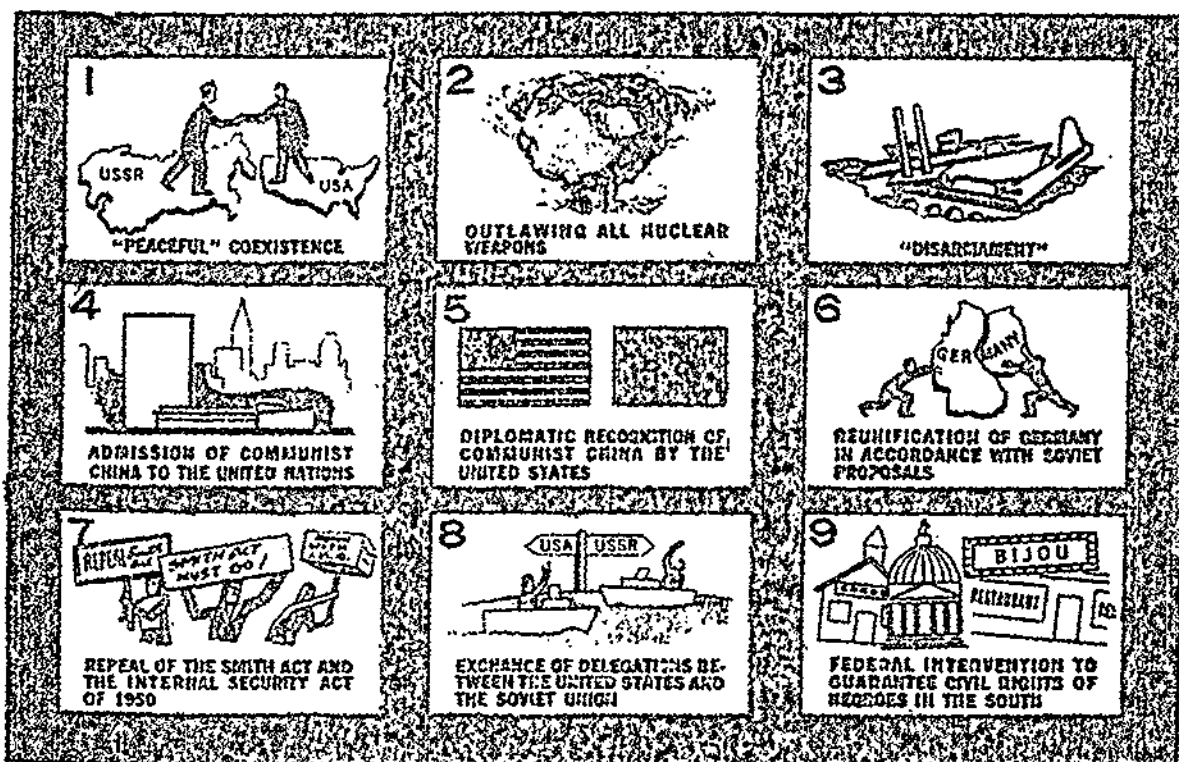 1
USSR
USA
"PEACEFUL" COEXISTENCE
2
OUTLAWING ALL NUCLEAR
WEAPONS
3
"DISARMAMENT"
4
ADMISSION OF COMMUNIST
CHINA TO THE UNITED NATIONS
5
DIPLOMATIC RECOGNITION OF
COMMUNIST CHINA BY THE
UNITED STATES
6
GERMANY
REUNIFICATION OF GERMANY
IN ACCORDANCE WITH SOVIET
PROPOSALS
7
REPEAL SMITH
ACT
SMITH ACT
MUST GO!
REPEAL OF THE SMITH ACT AND
THE INTERNAL SECURITY ACT
OF 1950
8
USA USSR
EXCHANGE OF DELEGATIONS BE-
TWEEN THE UNITED STATES AND
THE SOVIET UNION
9
BIJOU
RESTAURANT
FEDERAL INTERVENTION TO
GUARANTEE CIVIL RIGHTS OF
NEGROES IN THE SOUTH